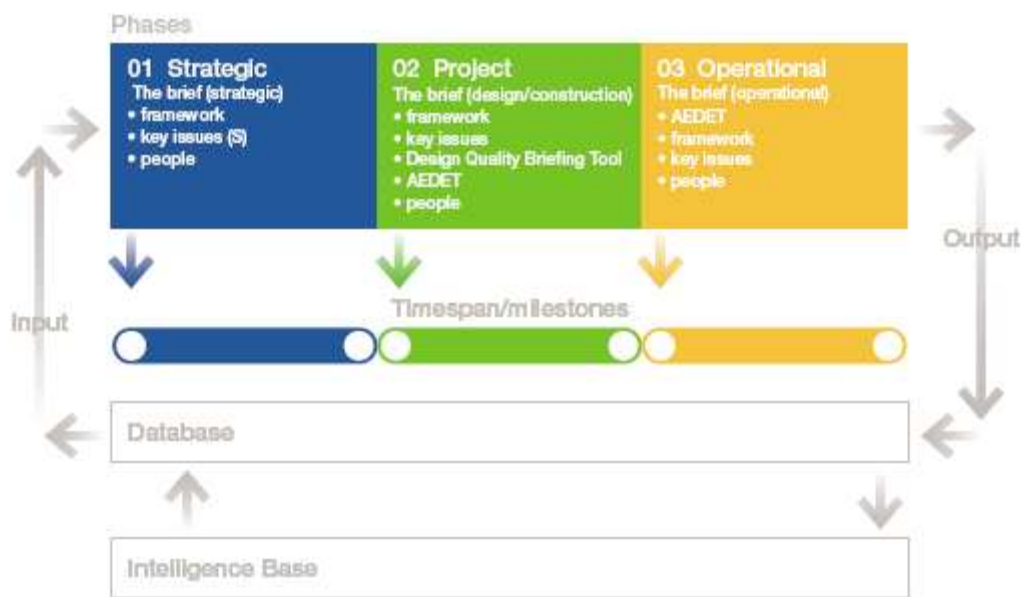 Phases
01 Strategic
The brief (strategic)
• framework
• key issues (S)
• people
02 Project
The brief (design/construction)
• framework
• key issues
• Design Quality Briefing Tool
• AEDET
• people
03 Operational
The brief (operational)
• AEDET
• framework
• key issues
• people
Input
Output
Timespan/milestones
Database
Intelligence Base